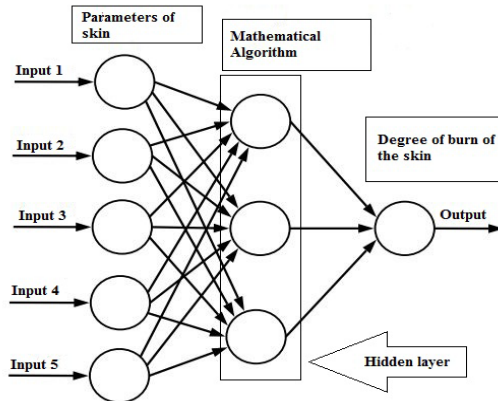 Parameters of
skin
Mathematical
Algorithm
Input 1
Input 2
Input 3
Input 4
Input 5
Degree of burn of
the skin
Output
Hidden layer